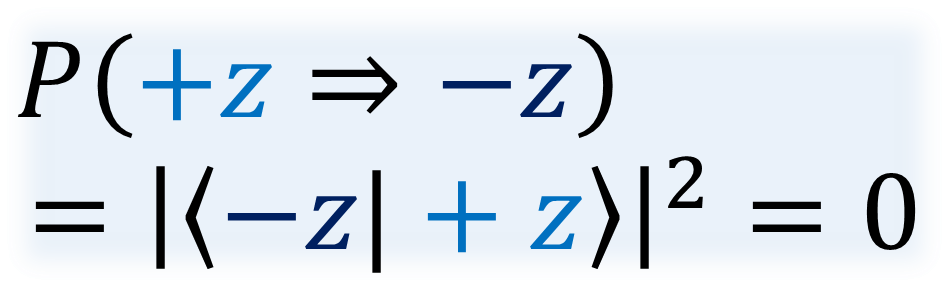 P(+z ⇒ −z)
= |⟨−z| + z⟩|² = 0